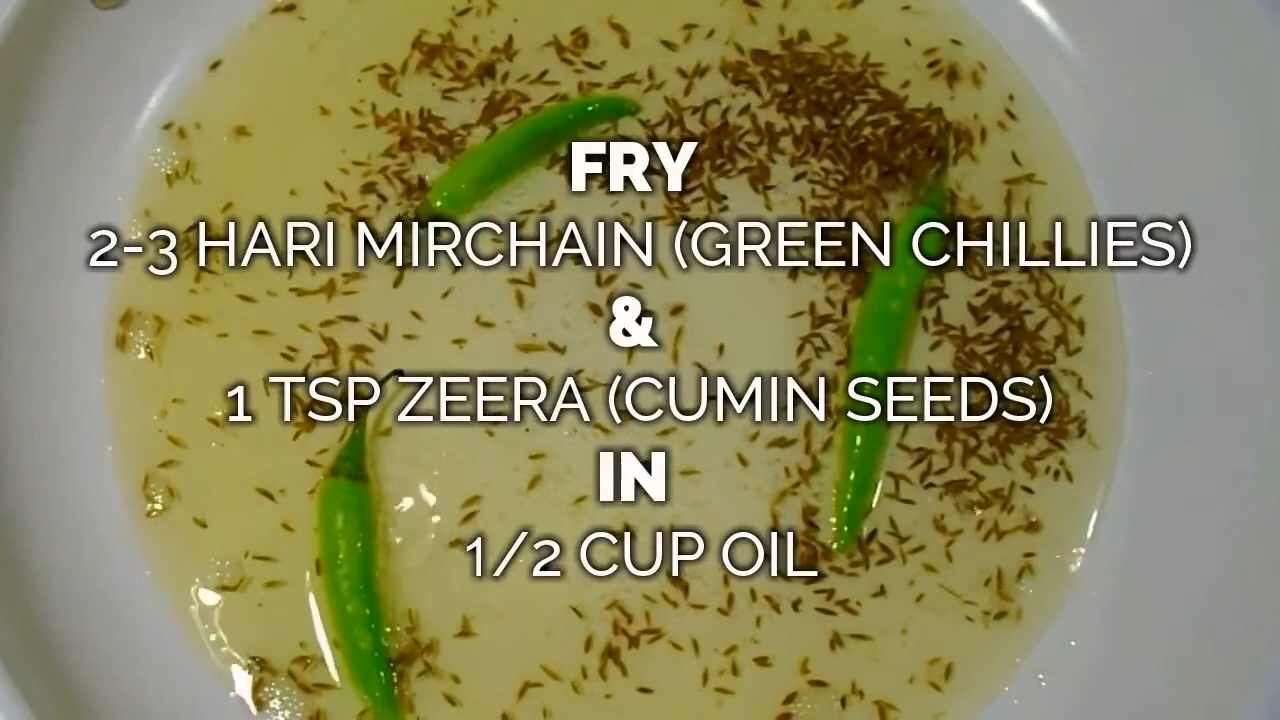 FRY
2-3 HARI MIRCHAIN (GREEN CHILLIES)
&
1 TSP ZEERA (CUMIN SEEDS)
IN
1/2 CUP OIL